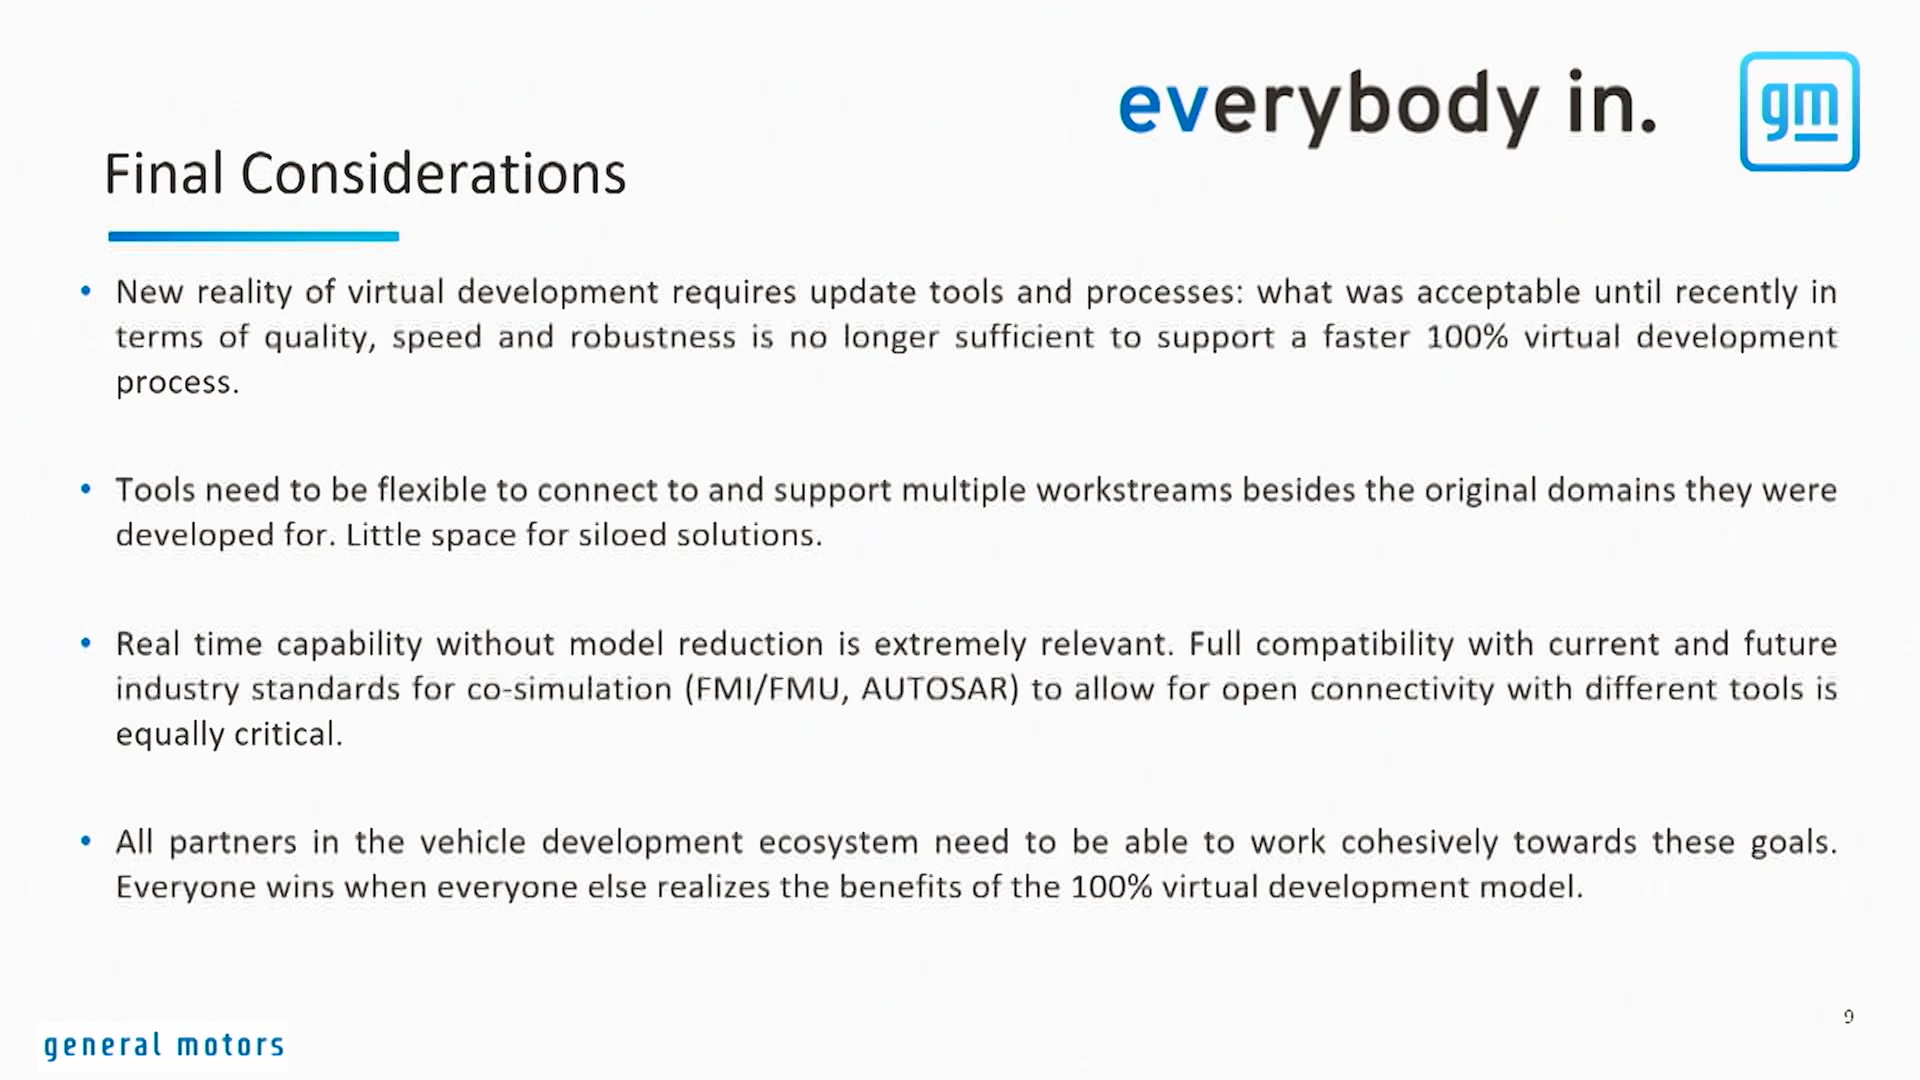 everybody in.
gm
Final Considerations
• New reality of virtual development requires update tools and processes: what was acceptable until recently in
terms of quality, speed and robustness is no longer sufficient to support a faster 100% virtual development
process.
• Tools need to be flexible to connect to and support multiple workstreams besides the original domains they were
developed for. Little space for siloed solutions.
• Real time capability without model reduction is extremely relevant. Full compatibility with current and future
industry standards for co-simulation (FMI/FMU, AUTOSAR) to allow for open connectivity with different tools is
equally critical.
• All partners in the vehicle development ecosystem need to be able to work cohesively towards these goals.
Everyone wins when everyone else realizes the benefits of the 100% virtual development model.
9
general motors